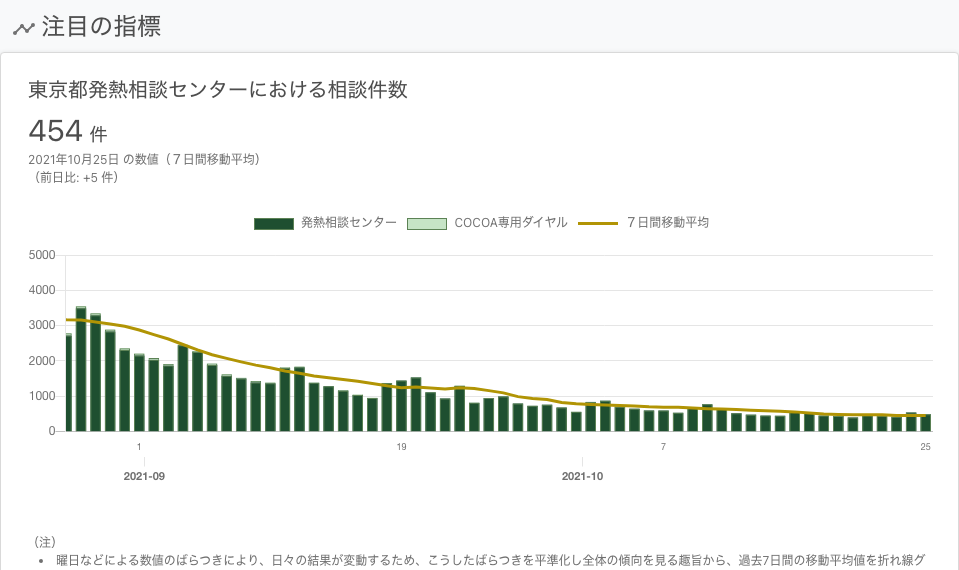 注目の指標
東京都発熱相談センターにおける相談件数
454 件
2021年10月25日 の数値（７日間移動平均）
（前日比: +5 件）
発熱相談センター COCOA専用ダイヤル ７日間移動平均
5000
4000
3000
2000
1000
0
1 19 7 25
2021-09 2021-10
（注）
• 曜日などによる数値のばらつきにより、日々の結果が変動するため、こうしたばらつきを平準化し全体の傾向を見る趣旨から、過去7日間の移動平均値を折れ線グ